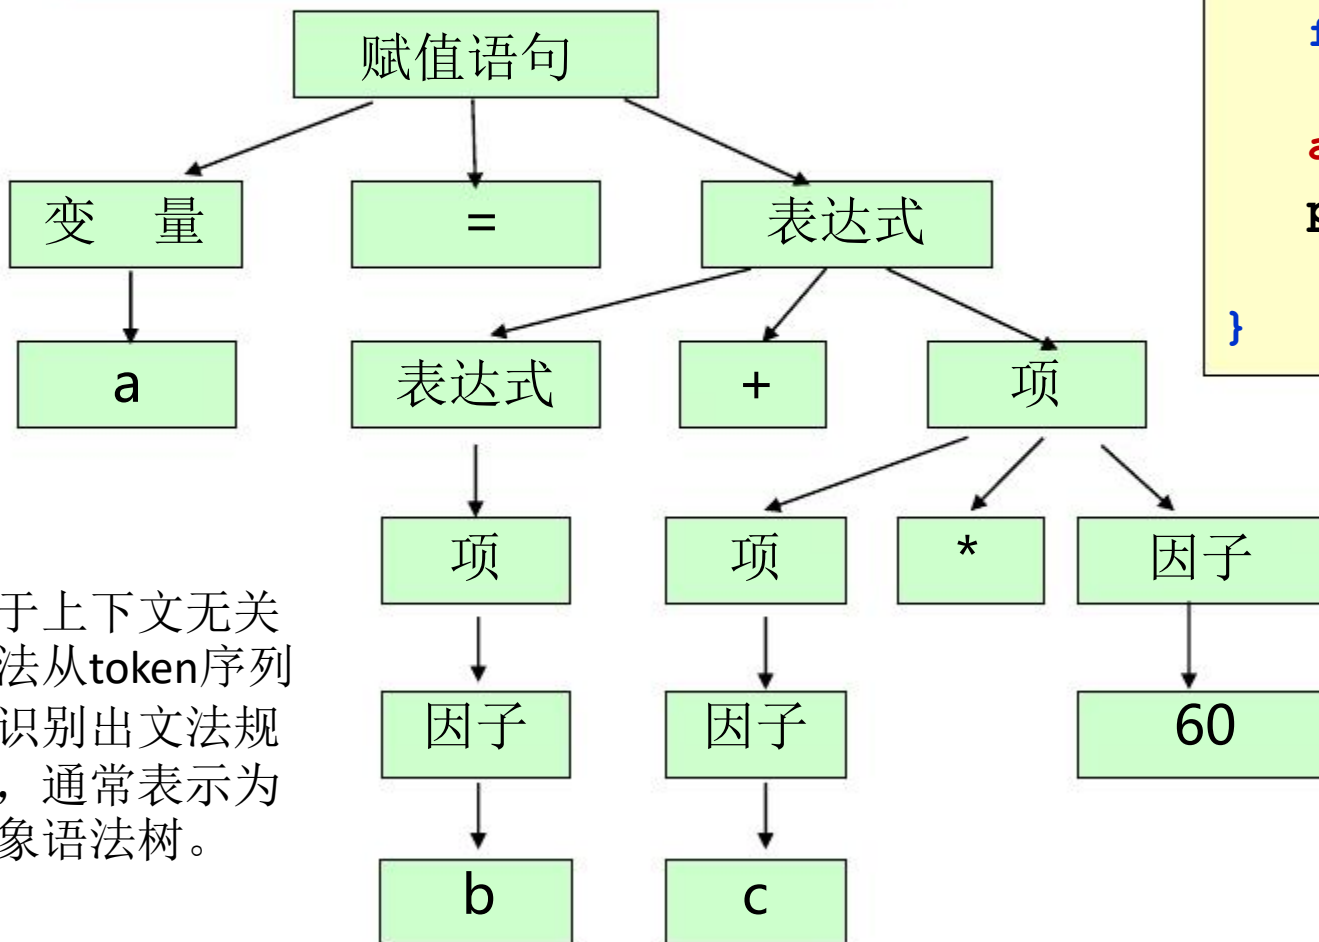 赋值语句
变 量
=
表达式
a
表达式
+
项
}
项
项
*
因子
于上下文无关
法从token序列
识别出文法规
，通常表示为
象语法树。
因子
因子
60
b
c